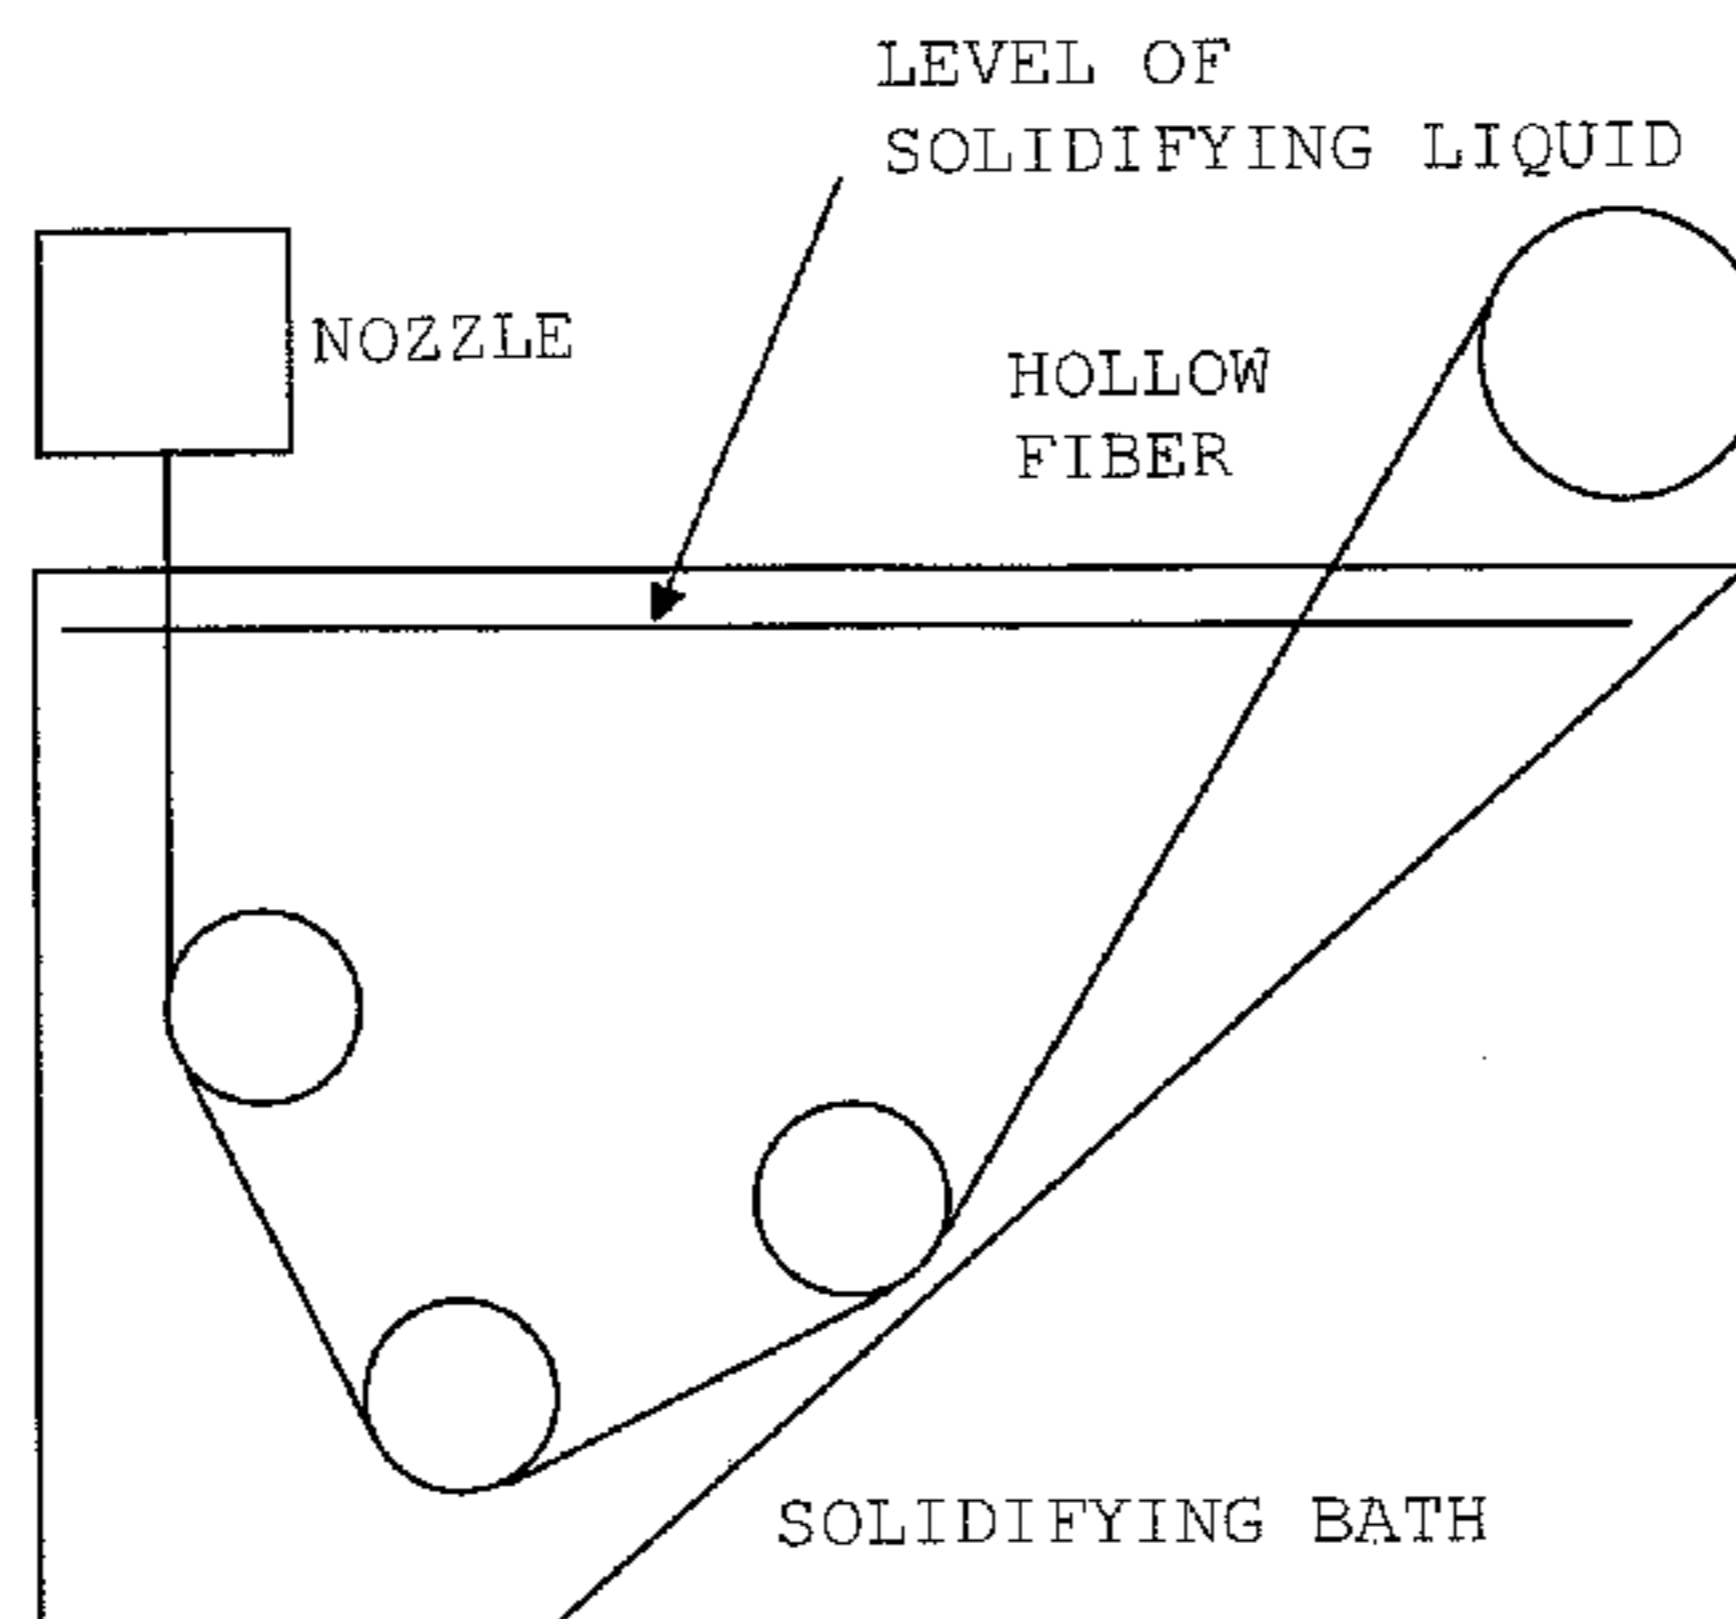 LEVEL OF
SOLIDIFYING LIQUID
NOZZLE
HOLLOW
FIBER
SOLIDIFYING BATH